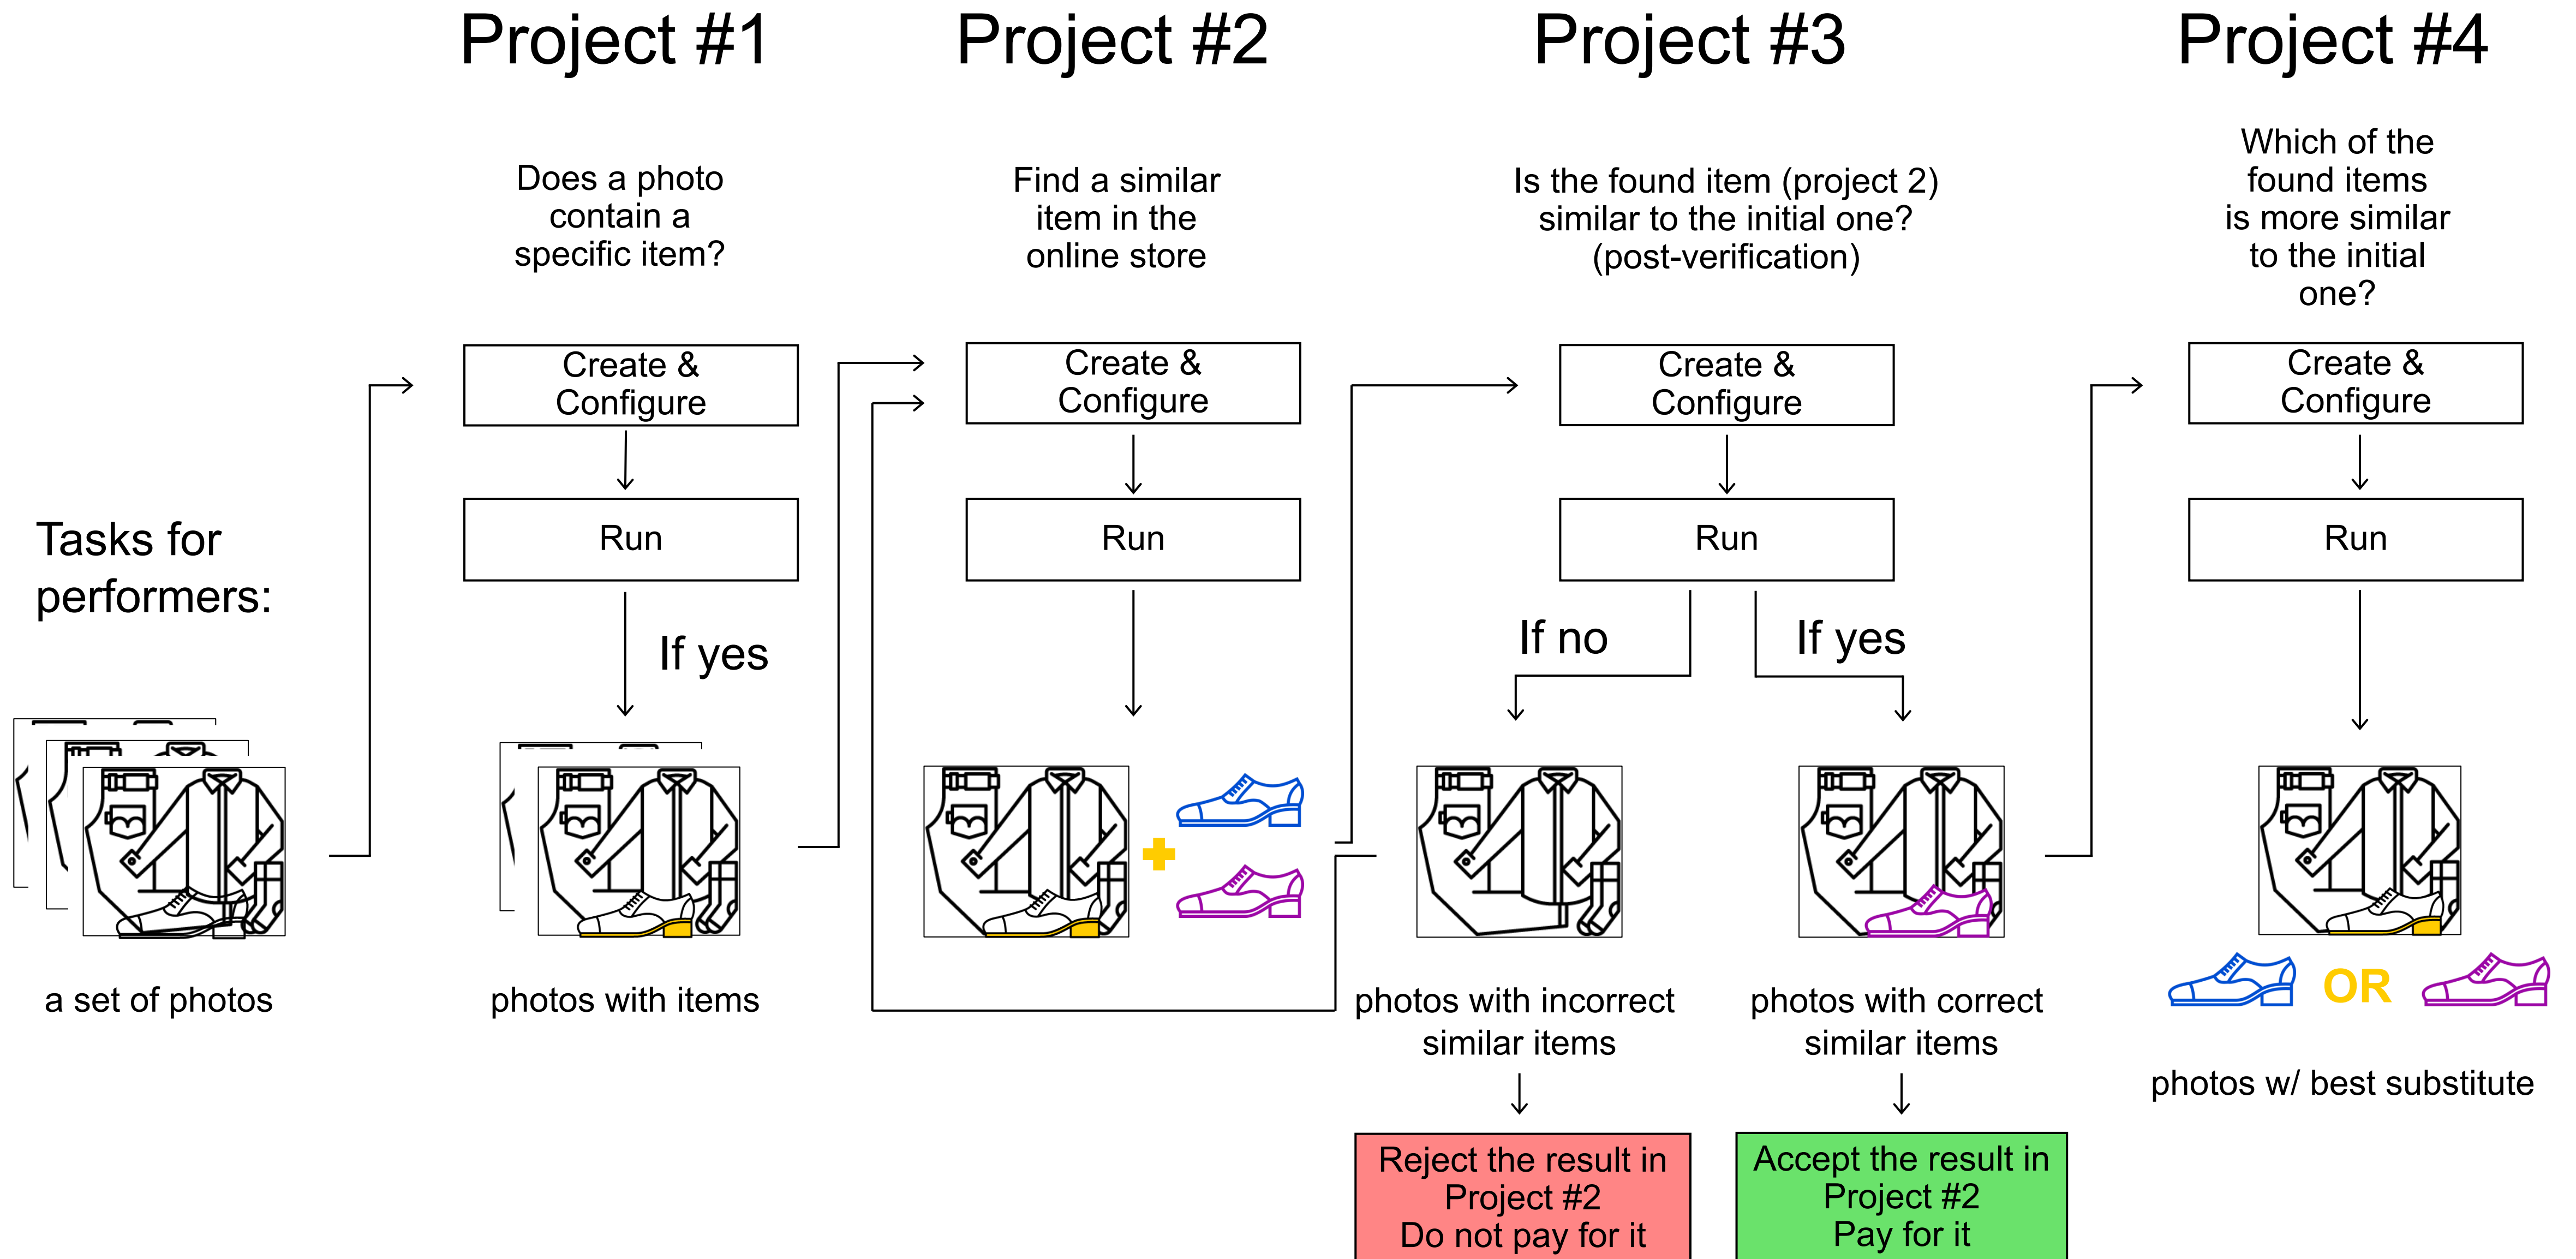 Project #1
Project #2
Project #3
Project #4
Does a photo
contain a
specific item?
Find a similar
item in the
online store
Is the found item (project 2)
similar to the initial one?
(post-verification)
Which of the
found items
is more similar
to the initial
one?
Create &
Configure
Create &
Configure
Create &
Configure
Create &
Configure
Run
Run
Run
Run
Tasks for
performers:
If yes
If no
If yes
a set of photos
photos with items
photos with incorrect
similar items
photos with correct
similar items
OR
photos w/ best substitute
Reject the result in
Project #2
Do not pay for it
Accept the result in
Project #2
Pay for it